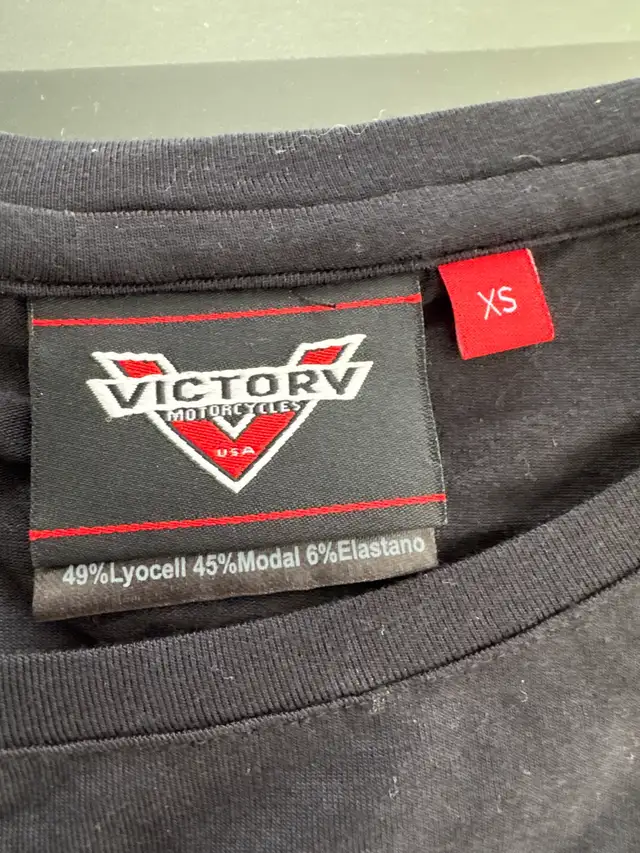 XS
VICTORY
MOTORCYCLES
USA
49%Lyocell 45%Modal 6%Elastano